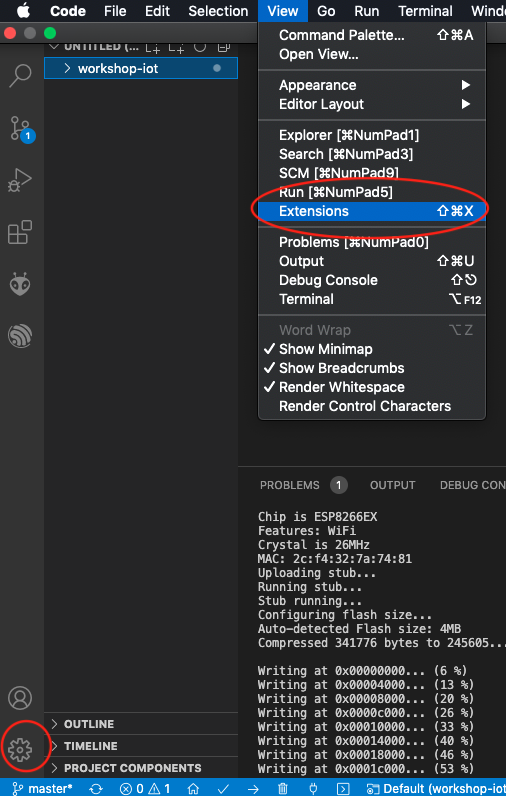 Code File Edit Selection View Go Run Terminal
UNTITLED (...
workshop-iot
1
Command Palette... ⇧⌘A
Open View...
Appearance
Editor Layout
Explorer [⌘NumPad1]
Search [⌘NumPad3]
SCM [⌘NumPad9]
Run [⌘NumPad5]
Extensions ⇧⌘X
Problems [⌘NumPad0]
Output ⇧⌘U
Debug Console
Terminal ⌥F12
Word Wrap ⌥Z
✓ Show Minimap
✓ Show Breadcrumbs
✓ Render Whitespace
Render Control Characters
PROBLEMS 1 OUTPUT DEBUG CON
Chip is ESP8266EX
Features: WiFi
Crystal is 26MHz
MAC: 2c:f4:32:7a:74:81
Uploading stub...
Running stub...
Stub running...
Configuring flash size...
Auto-detected Flash size: 4MB
Compressed 341776 bytes to 245605...
Writing at 0x00000000... (6 %)
Writing at 0x00004000... (13 %)
Writing at 0x00008000... (20 %)
Writing at 0x0000c000... (26 %)
Writing at 0x00010000... (33 %)
Writing at 0x00014000... (40 %)
Writing at 0x00018000... (46 %)
Writing at 0x0001c000... (53 %)
OUTLINE
TIMELINE
PROJECT COMPONENTS
master* 0 1 Default (workshop-iot